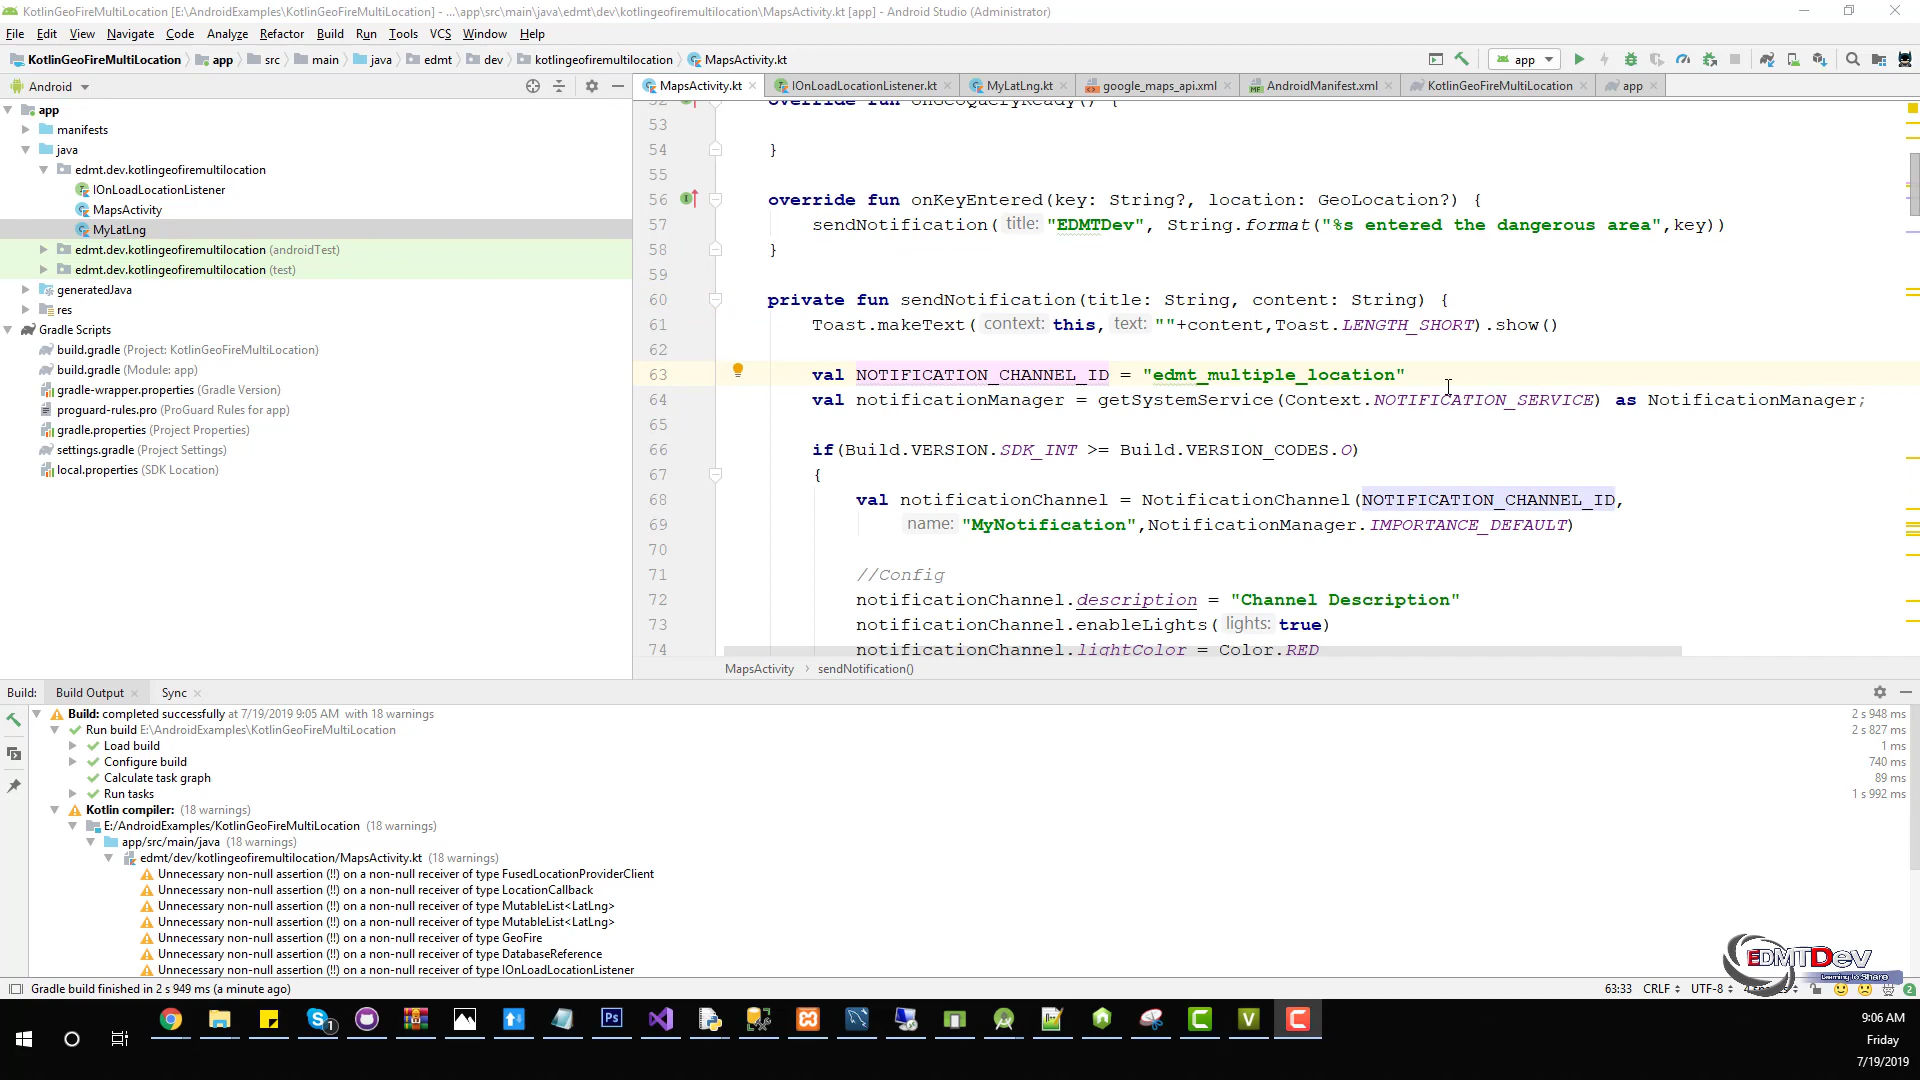 KotlinGeoFireMultiLocation [E:\AndroidExamples\KotlinGeoFireMultiLocation] - ...\app\src\main\java\edmt\dev\kotlingeofiremultilocation\MapsActivity.kt [app] - Android Studio (Administrator)
File Edit View Navigate Code Analyze Refactor Build Run Tools VCS Window Help
KotlinGeoFireMultiLocation app src main java edmt dev kotlingeofiremultilocation MapsActivity.kt app
Android
MapsActivity.kt IOnLoadLocationListener.kt MyLatLng.kt google_maps_api.xml AndroidManifest.xml KotlinGeoFireMultiLocation app
app
manifests
java
edmt.dev.kotlingeofiremultilocation
IOnLoadLocationListener
MapsActivity
MyLatLng
edmt.dev.kotlingeofiremultilocation (androidTest)
edmt.dev.kotlingeofiremultilocation (test)
generatedJava
res
Gradle Scripts
build.gradle (Project: KotlinGeoFireMultiLocation)
build.gradle (Module: app)
gradle-wrapper.properties (Gradle Version)
proguard-rules.pro (ProGuard Rules for app)
gradle.properties (Project Properties)
settings.gradle (Project Settings)
local.properties (SDK Location)
52 override fun onGeoQueryReady() {
53
54 }
55
56 override fun onKeyEntered(key: String?, location: GeoLocation?) {
57 sendNotification( title: "EDMTDev", String.format("%s entered the dangerous area",key))
58 }
59
60 private fun sendNotification(title: String, content: String) {
61 Toast.makeText( context: this, text: ""+content,Toast.LENGTH_SHORT).show()
62
63 val NOTIFICATION_CHANNEL_ID = "edmt_multiple_location"
64 val notificationManager = getSystemService(Context.NOTIFICATION_SERVICE) as NotificationManager;
65
66 if(Build.VERSION.SDK_INT >= Build.VERSION_CODES.O)
67 {
68 val notificationChannel = NotificationChannel(NOTIFICATION_CHANNEL_ID,
69 name: "MyNotification",NotificationManager.IMPORTANCE_DEFAULT)
70
71 //Config
72 notificationChannel.description = "Channel Description"
73 notificationChannel.enableLights( lights: true)
74 notificationChannel.lightColor = Color.RED
MapsActivity › sendNotification()
Build: Build Output Sync
Build: completed successfully at 7/19/2019 9:05 AM with 18 warnings 2 s 948 ms
Run build E:\AndroidExamples\KotlinGeoFireMultiLocation 2 s 827 ms
Load build 1 ms
Configure build 740 ms
Calculate task graph 89 ms
Run tasks 1 s 992 ms
Kotlin compiler: (18 warnings)
E:/AndroidExamples/KotlinGeoFireMultiLocation (18 warnings)
app/src/main/java (18 warnings)
edmt/dev/kotlingeofiremultilocation/MapsActivity.kt (18 warnings)
Unnecessary non-null assertion (!!) on a non-null receiver of type FusedLocationProviderClient
Unnecessary non-null assertion (!!) on a non-null receiver of type LocationCallback
Unnecessary non-null assertion (!!) on a non-null receiver of type MutableList<LatLng>
Unnecessary non-null assertion (!!) on a non-null receiver of type MutableList<LatLng>
Unnecessary non-null assertion (!!) on a non-null receiver of type GeoFire
Unnecessary non-null assertion (!!) on a non-null receiver of type DatabaseReference
Unnecessary non-null assertion (!!) on a non-null receiver of type IOnLoadLocationListener
EDMTDev
Learning to Share
Gradle build finished in 2 s 949 ms (a minute ago) 63:33 CRLF UTF-8 2
1
Ps
9:06 AM
Friday
7/19/2019